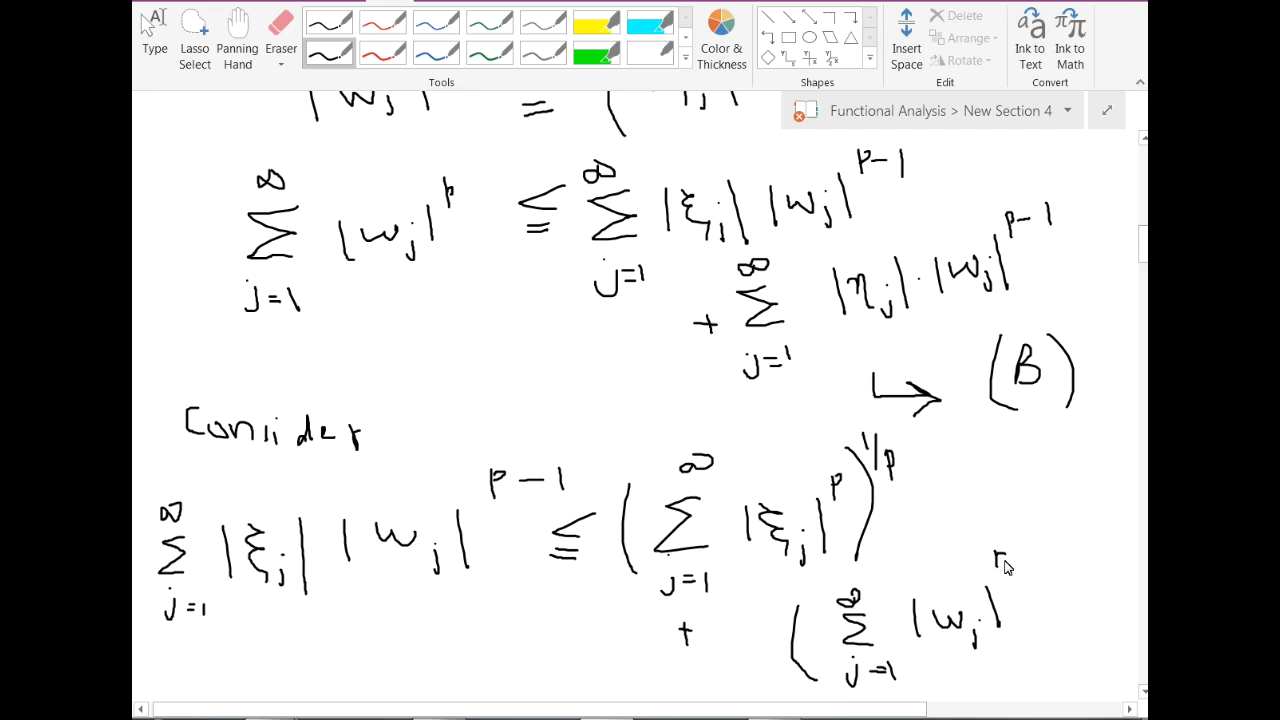 Type
Lasso Select
Panning Hand
Eraser
Tools
Color & Thickness
Shapes
Insert Space
Delete
Arrange
Rotate
Edit
Ink to Text
Ink to Math
Convert
Functional Analysis > New Section 4
∞ ∞ p-1
∑ |w_j|^p ≦ ∑ |ξ_j| |w_j|
j=1 j=1
∞ p-1
+ ∑ |η_j| · |w_j|
j=1
↳ (B)
Consider
∞ p-1 ∞ 1/p
∑ |ξ_j| |w_j| ≦ ( ∑ |ξ_j|^p )
j=1 j=1
∞
+ ( ∑ |w_j|
j=1